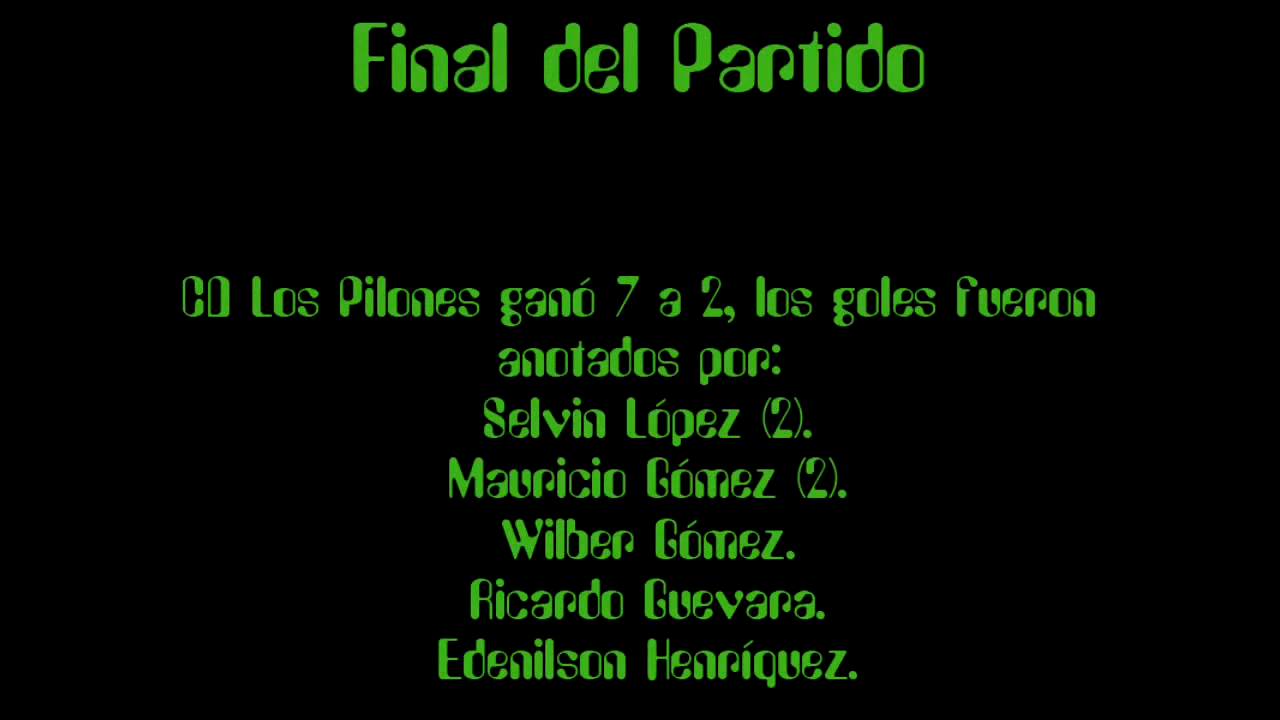 Final del Partido
CD Los Pilones ganó 7 a 2, los goles fueron
anotados por:
Selvin López (2).
Mauricio Gómez (2).
Wilber Gómez.
Ricardo Guevara.
Edenilson Henríquez.